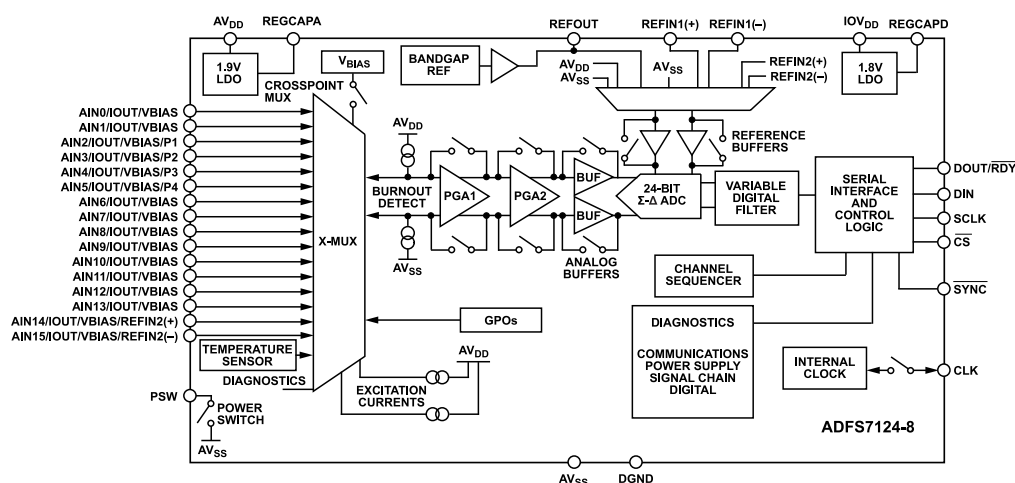 AVDD
REGCAPA
REFOUT
REFIN1(+)
REFIN1(−)
IOVDD
REGCAPD
1.9V
LDO
VBIAS
CROSSPOINT
MUX
BANDGAP
REF
AVDD
AVSS
AVSS
REFIN2(+)
REFIN2(−)
1.8V
LDO
AIN0/IOUT/VBIAS
AIN1/IOUT/VBIAS
AIN2/IOUT/VBIAS/P1
AIN3/IOUT/VBIAS/P2
AIN4/IOUT/VBIAS/P3
AIN5/IOUT/VBIAS/P4
AIN6/IOUT/VBIAS
AIN7/IOUT/VBIAS
AIN8/IOUT/VBIAS
AIN9/IOUT/VBIAS
AIN10/IOUT/VBIAS
AIN11/IOUT/VBIAS
AIN12/IOUT/VBIAS
AIN13/IOUT/VBIAS
AIN14/IOUT/VBIAS/REFIN2(+)
AIN15/IOUT/VBIAS/REFIN2(−)
TEMPERATURE
SENSOR
DIAGNOSTICS
PSW
POWER
SWITCH
AVSS
X-MUX
AVDD
BURNOUT
DETECT
AVSS
PGA1
PGA2
BUF
BUF
ANALOG
BUFFERS
REFERENCE
BUFFERS
24-BIT
Σ-Δ ADC
VARIABLE
DIGITAL
FILTER
SERIAL
INTERFACE
AND
CONTROL
LOGIC
DOUT/RDY
DIN
SCLK
CS
SYNC
CHANNEL
SEQUENCER
GPOs
DIAGNOSTICS
COMMUNICATIONS
POWER SUPPLY
SIGNAL CHAIN
DIGITAL
AVDD
EXCITATION
CURRENTS
INTERNAL
CLOCK
CLK
ADFS7124-8
AVSS
DGND